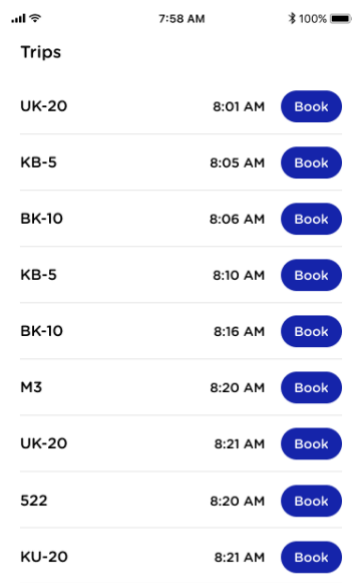 7:58 AM 100%
Trips
UK-20 8:01 AM Book
KB-5 8:05 AM Book
BK-10 8:06 AM Book
KB-5 8:10 AM Book
BK-10 8:16 AM Book
M3 8:20 AM Book
UK-20 8:21 AM Book
522 8:20 AM Book
KU-20 8:21 AM Book